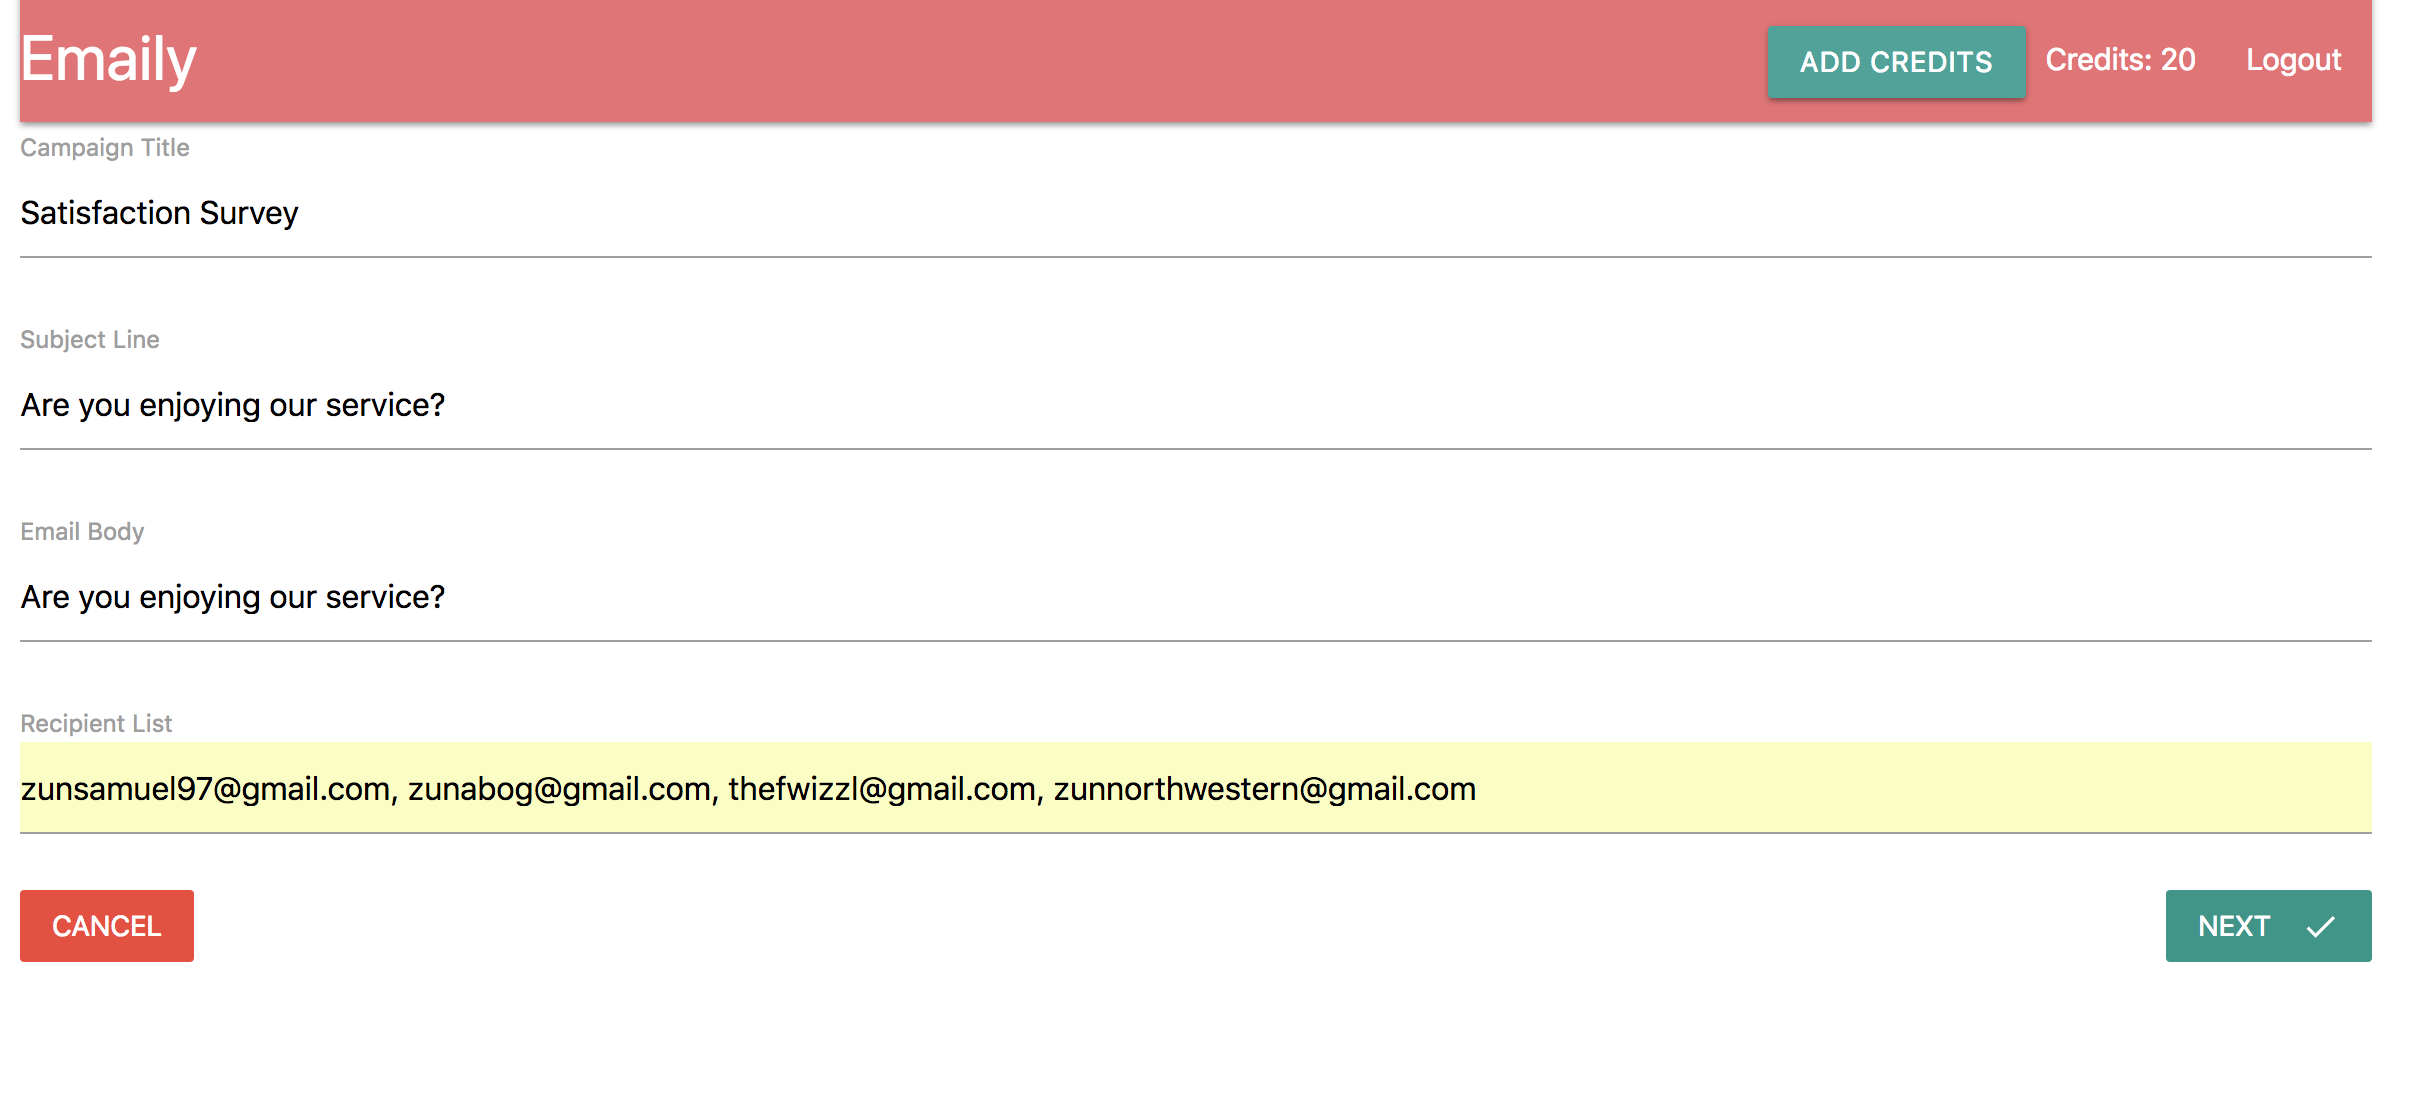 Emaily
ADD CREDITS
Credits: 20
Logout
Campaign Title
Satisfaction Survey
Subject Line
Are you enjoying our service?
Email Body
Are you enjoying our service?
Recipient List
zunsamuel97@gmail.com, zunabog@gmail.com, thefwizzl@gmail.com, zunnorthwestern@gmail.com
CANCEL
NEXT